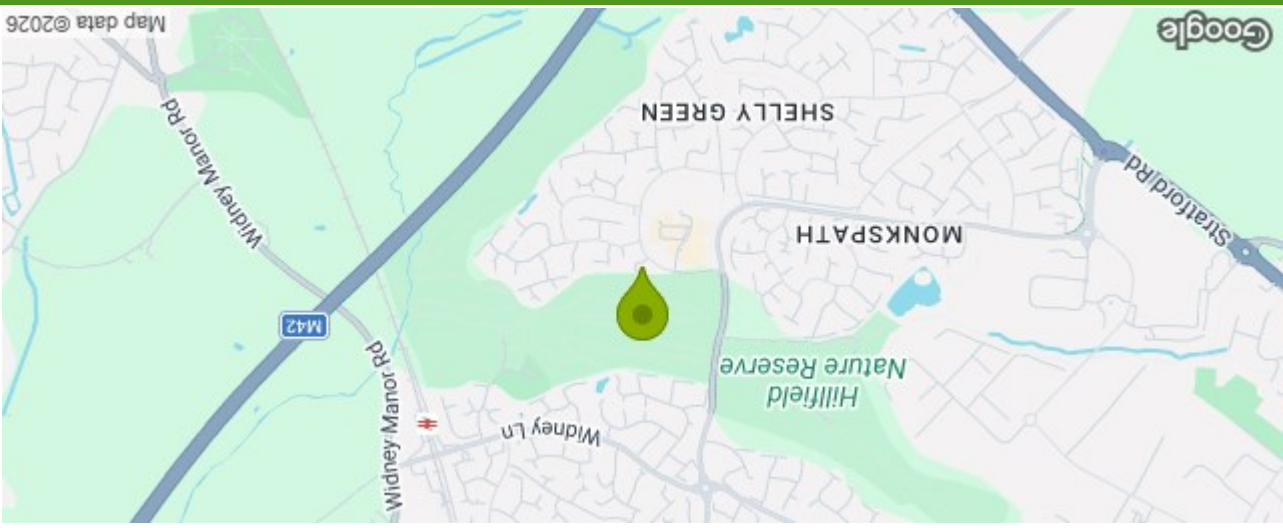 Widney Ln
Widney Manor Rd
Hillfield
Nature Reserve
M42
Widney Manor Rd
MONKSPATH
Stratford Rd
SHELLY GREEN
Google
Map data ©2026